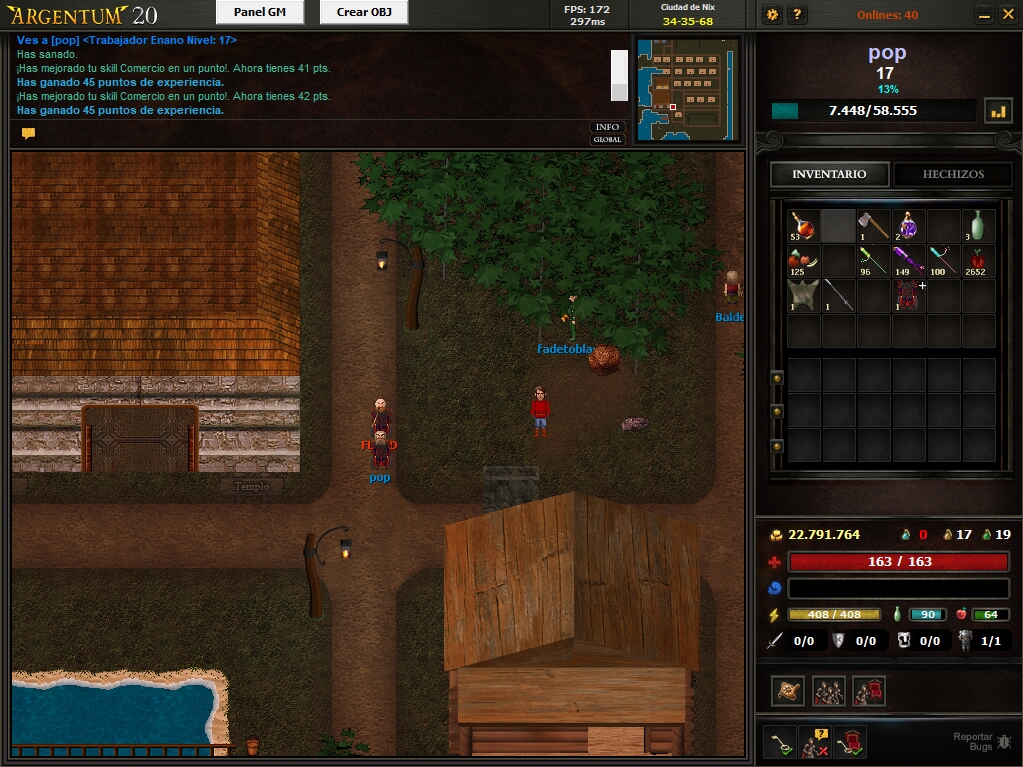 ARGENTUM 20
Panel GM
Crear OBJ
FPS: 172
297ms
Ciudad de Nix
34-35-68
Onlines: 40
Ves a [pop] <Trabajador Enano Nivel: 17>
Has sanado.
¡Has mejorado tu skill Comercio en un punto!. Ahora tienes 41 pts.
Has ganado 45 puntos de experiencia.
¡Has mejorado tu skill Comercio en un punto!. Ahora tienes 42 pts.
Has ganado 45 puntos de experiencia.
INFO
GLOBAL
pop
17
13%
7.448/58.555
INVENTARIO
HECHIZOS
53
1
2
3
125
96
149
100
2652
1
1
1
fadetobla
Balde
pop
Templo
22.791.764
0
17
19
163 / 163
408 / 408
90
64
0/0
0/0
0/0
1/1
Reportar
Bugs